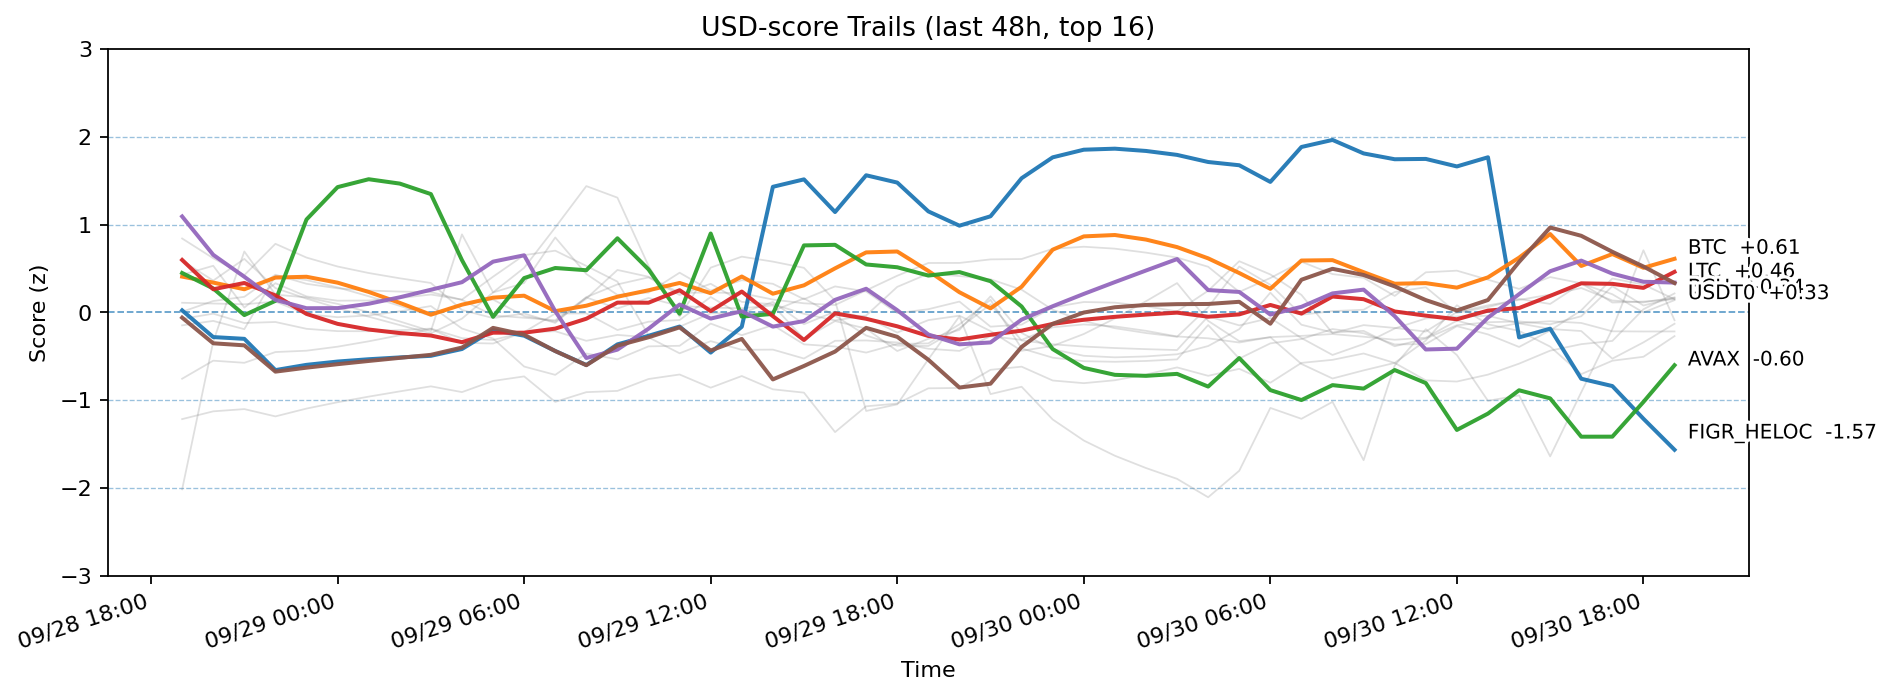 USD-score Trails (last 48h, top 16)
Score (z)
3
2
1
0
−1
−2
−3
BTC +0.61
LTC +0.46
USDT0 +0.33
AVAX -0.60
FIGR_HELOC -1.57
09/28 18:00
09/29 00:00
09/29 06:00
09/29 12:00
09/29 18:00
09/30 00:00
09/30 06:00
09/30 12:00
09/30 18:00
Time